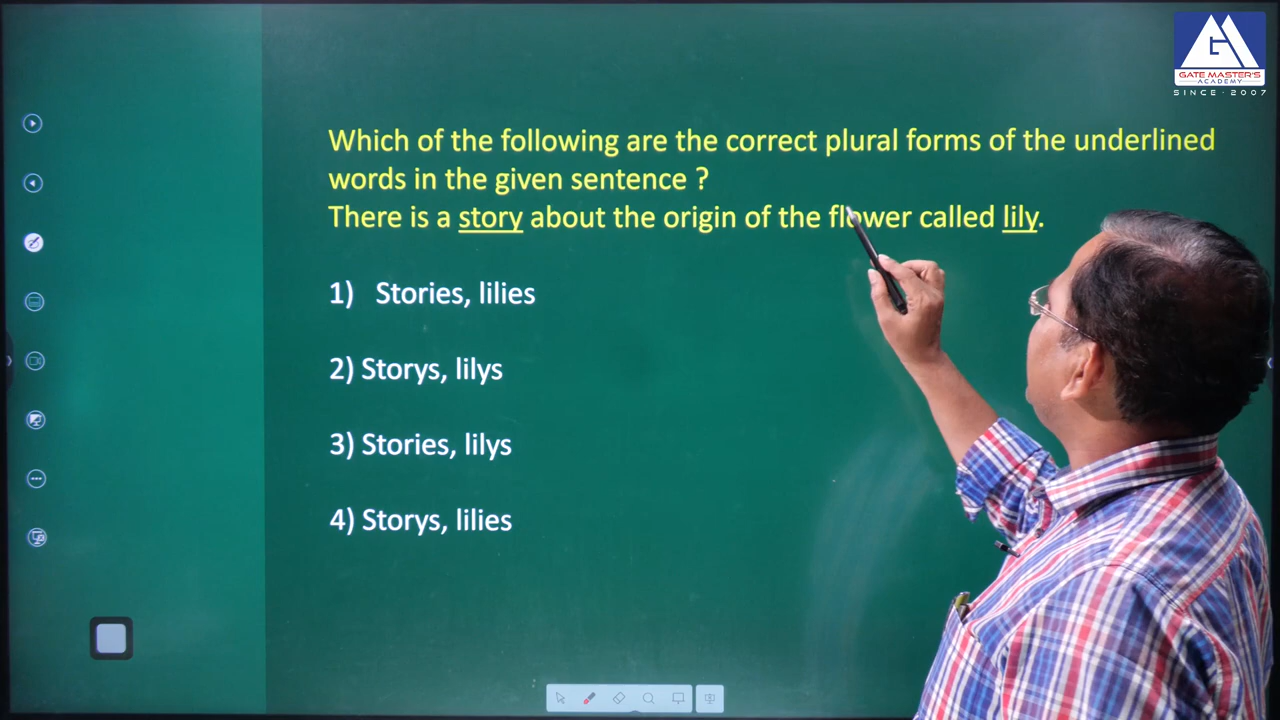 GATE MASTER'S
ACADEMY
SINCE - 2007
Which of the following are the correct plural forms of the underlined
words in the given sentence ?
There is a story about the origin of the flower called lily.
1) Stories, lilies
2) Storys, lilys
3) Stories, lilys
4) Storys, lilies